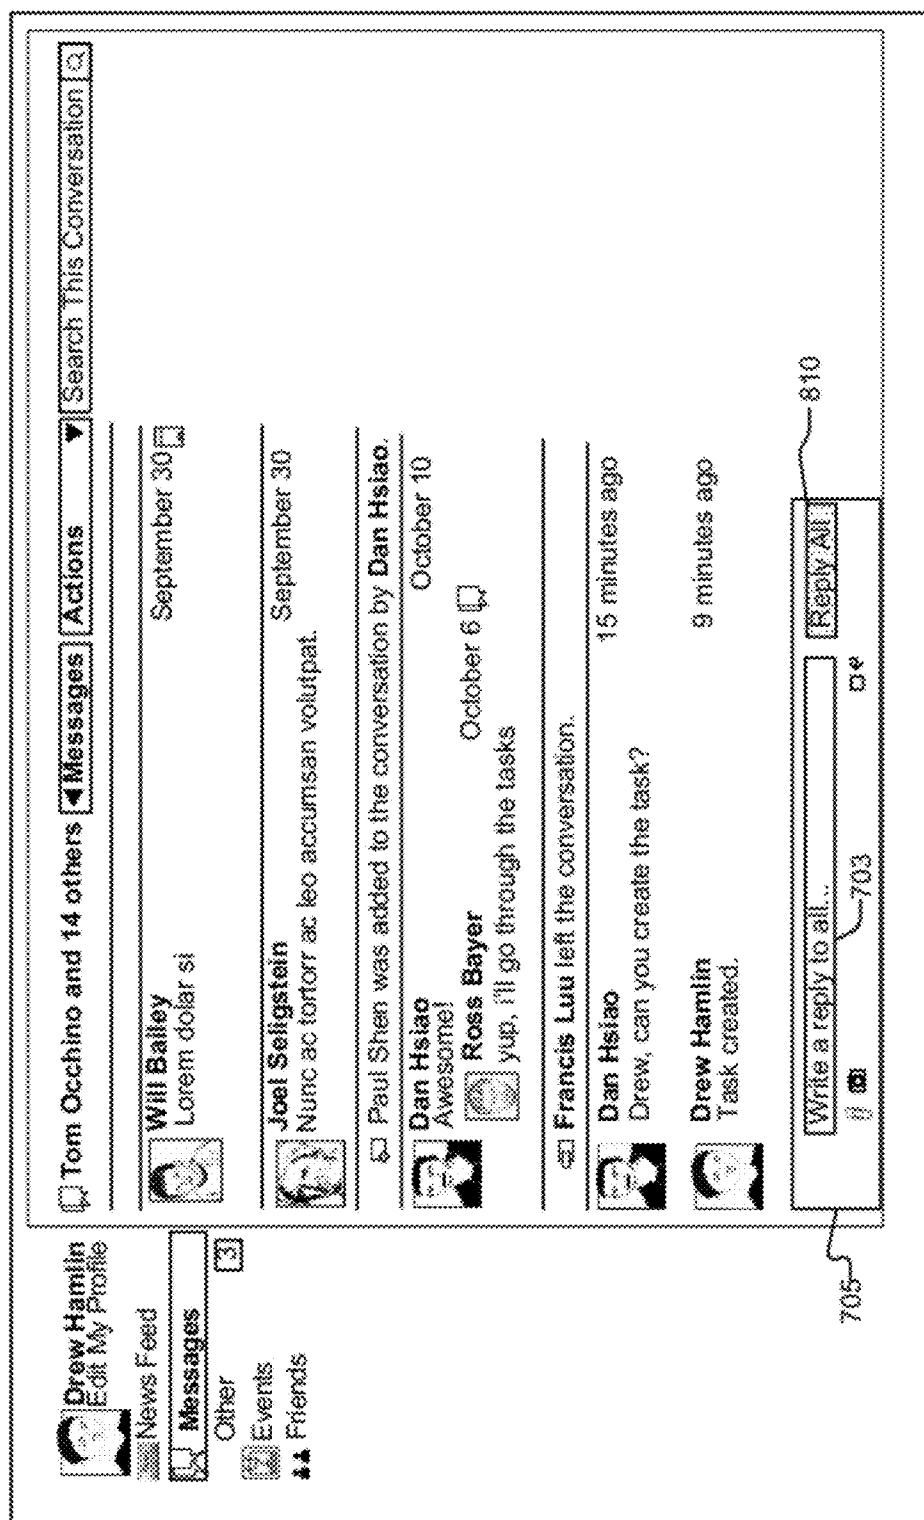 Drew Hamlin
Edit My Profile
News Feed
Messages
Other 3
Events
Friends
Tom Occhino and 14 others Messages Actions Search This Conversation
Will Bailey September 30
Lorem dolar si
Joel Seligstein September 30
Nunc ac tortorr ac leo accumsan volutpat.
Paul Shen was added to the conversation by Dan Hsiao.
Dan Hsiao October 10
Awesome!
Ross Bayer October 6
yup, i'll go through the tasks
Francis Luu left the conversation.
Dan Hsiao 15 minutes ago
Drew, can you create the task?
Drew Hamlin 9 minutes ago
Task created.
Write a reply to all... Reply All
703
705
810